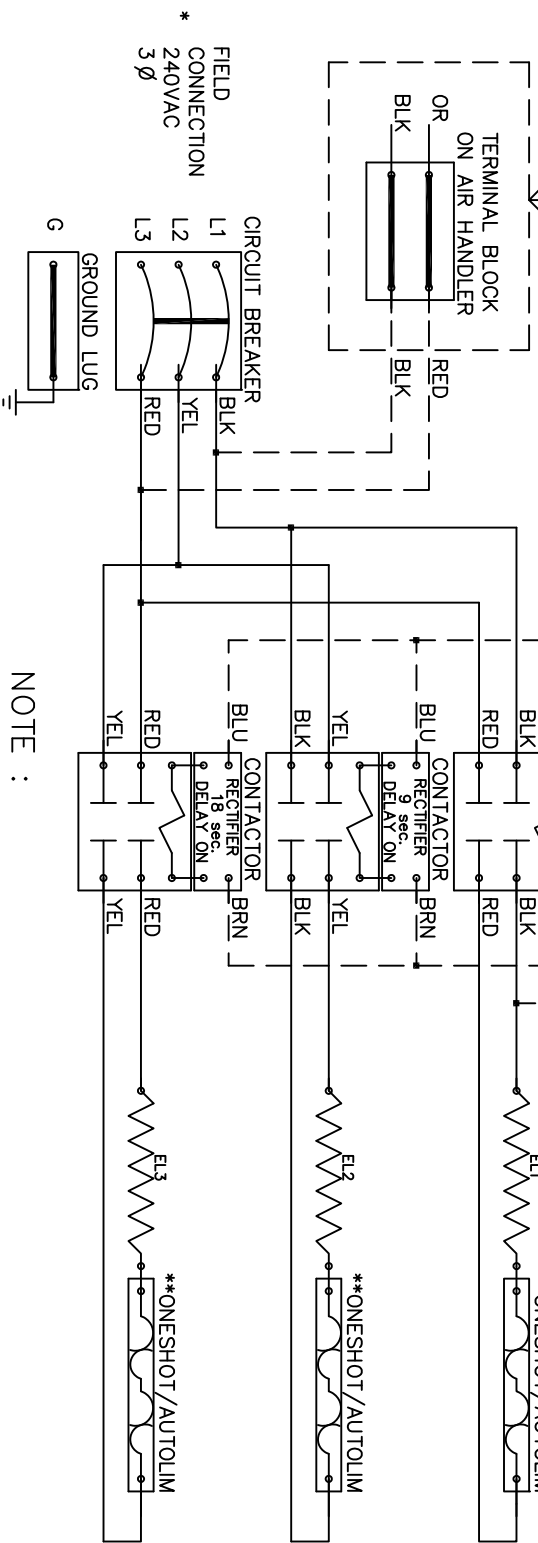 *
FIELD
CONNECTION
240VAC
3 Ø
OR
BLK
TERMINAL BLOCK
ON AIR HANDLER
RED
BLK
G
GROUND LUG
L1
L2
L3
CIRCUIT BREAKER
BLK
YEL
RED
NOTE :
BLK
RED
BLK
RED
BLU
CONTACTOR
RECTIFIER
9 sec.
DELAY ON
BRN
YEL
BLK
YEL
BLK
BLU
CONTACTOR
RECTIFIER
18 sec.
DELAY ON
BRN
RED
YEL
RED
YEL
EL1
EL2
**ONESHOT/AUTOLIM
EL3
**ONESHOT/AUTOLIM